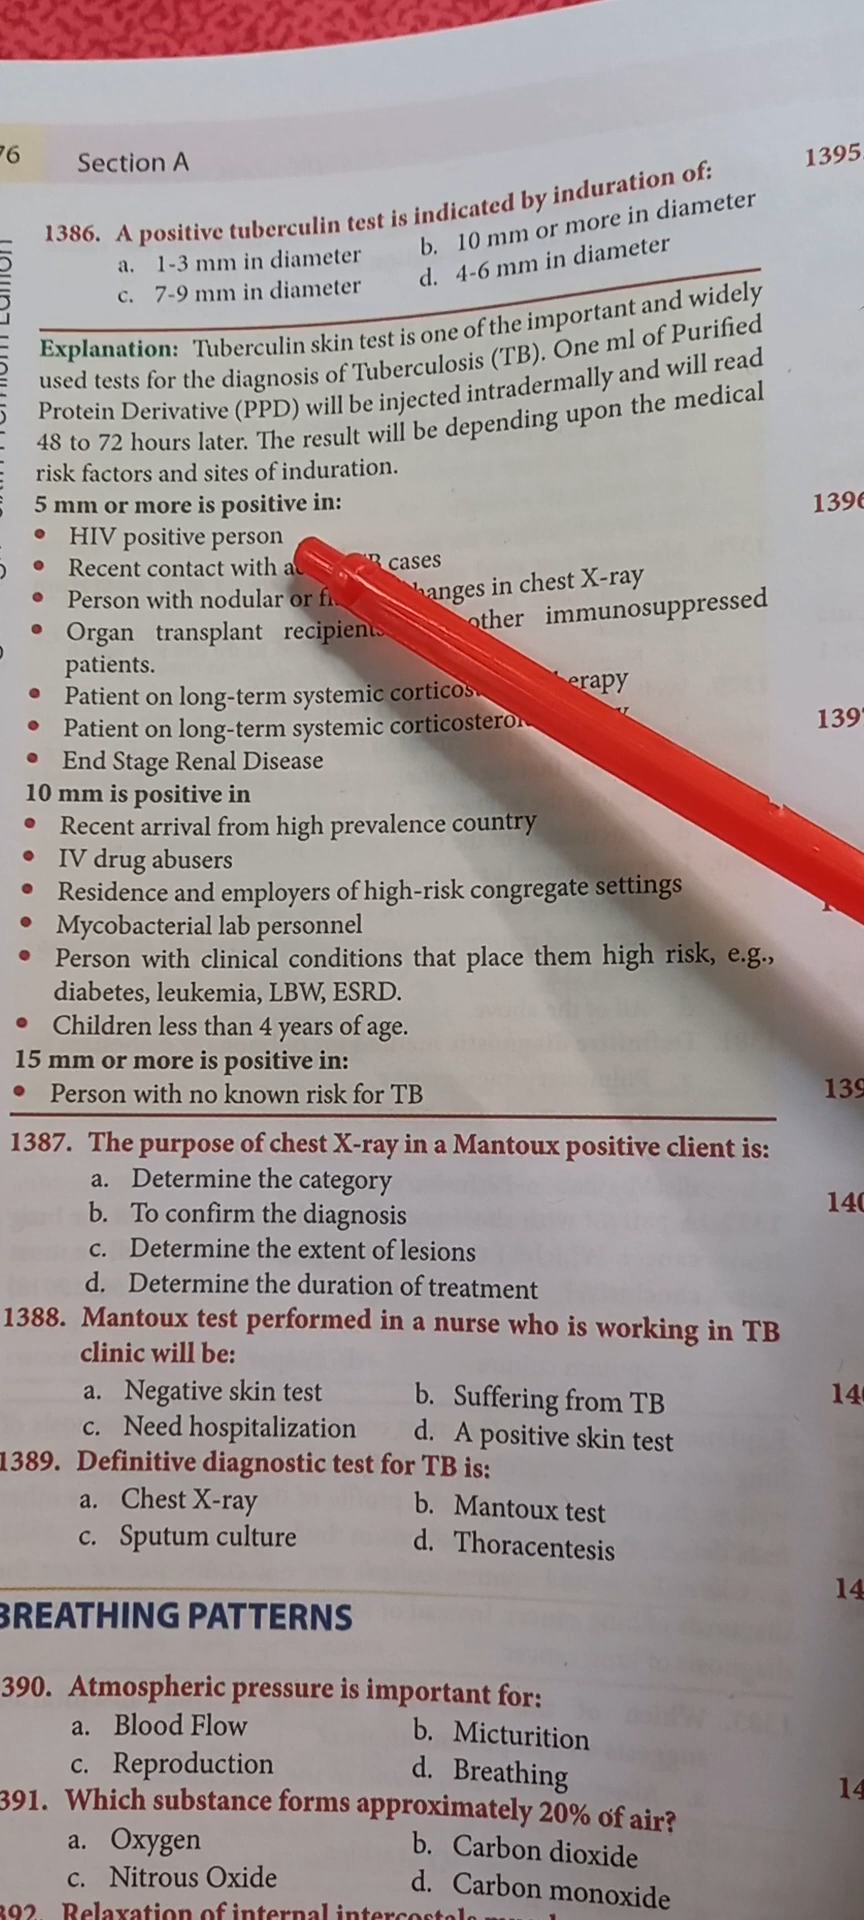 76
Section A
1386. A positive tuberculin test is indicated by induration of:
a. 1-3 mm in diameter b. 10 mm or more in diameter
c. 7-9 mm in diameter d. 4-6 mm in diameter
Explanation: Tuberculin skin test is one of the important and widely
used tests for the diagnosis of Tuberculosis (TB). One ml of Purified
Protein Derivative (PPD) will be injected intradermally and will read
48 to 72 hours later. The result will be depending upon the medical
risk factors and sites of induration.
5 mm or more is positive in:
• HIV positive person
• Recent contact with cases
• Person with nodular or in chest X-ray
• Organ transplant other immunosuppressed
patients.
• Patient on long-term systemic
• Patient on long-term systemic
• End Stage Renal Disease
10 mm is positive in
• Recent arrival from high prevalence country
• IV drug abusers
• Residence and employers of high-risk congregate settings
• Mycobacterial lab personnel
• Person with clinical conditions that place them high risk, e.g.,
diabetes, leukemia, LBW, ESRD.
• Children less than 4 years of age.
15 mm or more is positive in:
• Person with no known risk for TB
1387. The purpose of chest X-ray in a Mantoux positive client is:
a. Determine the category
b. To confirm the diagnosis
c. Determine the extent of lesions
d. Determine the duration of treatment
1388. Mantoux test performed in a nurse who is working in TB
clinic will be:
a. Negative skin test b. Suffering from TB
c. Need hospitalization d. A positive skin test
1389. Definitive diagnostic test for TB is:
a. Chest X-ray b. Mantoux test
c. Sputum culture d. Thoracentesis
BREATHING PATTERNS
390. Atmospheric pressure is important for:
a. Blood Flow b. Micturition
c. Reproduction d. Breathing
391. Which substance forms approximately 20% of air?
a. Oxygen b. Carbon dioxide
c. Nitrous Oxide d. Carbon monoxide
392. Relaxation of internal intercostals
1395.
1396
139
139
140
14
14
14